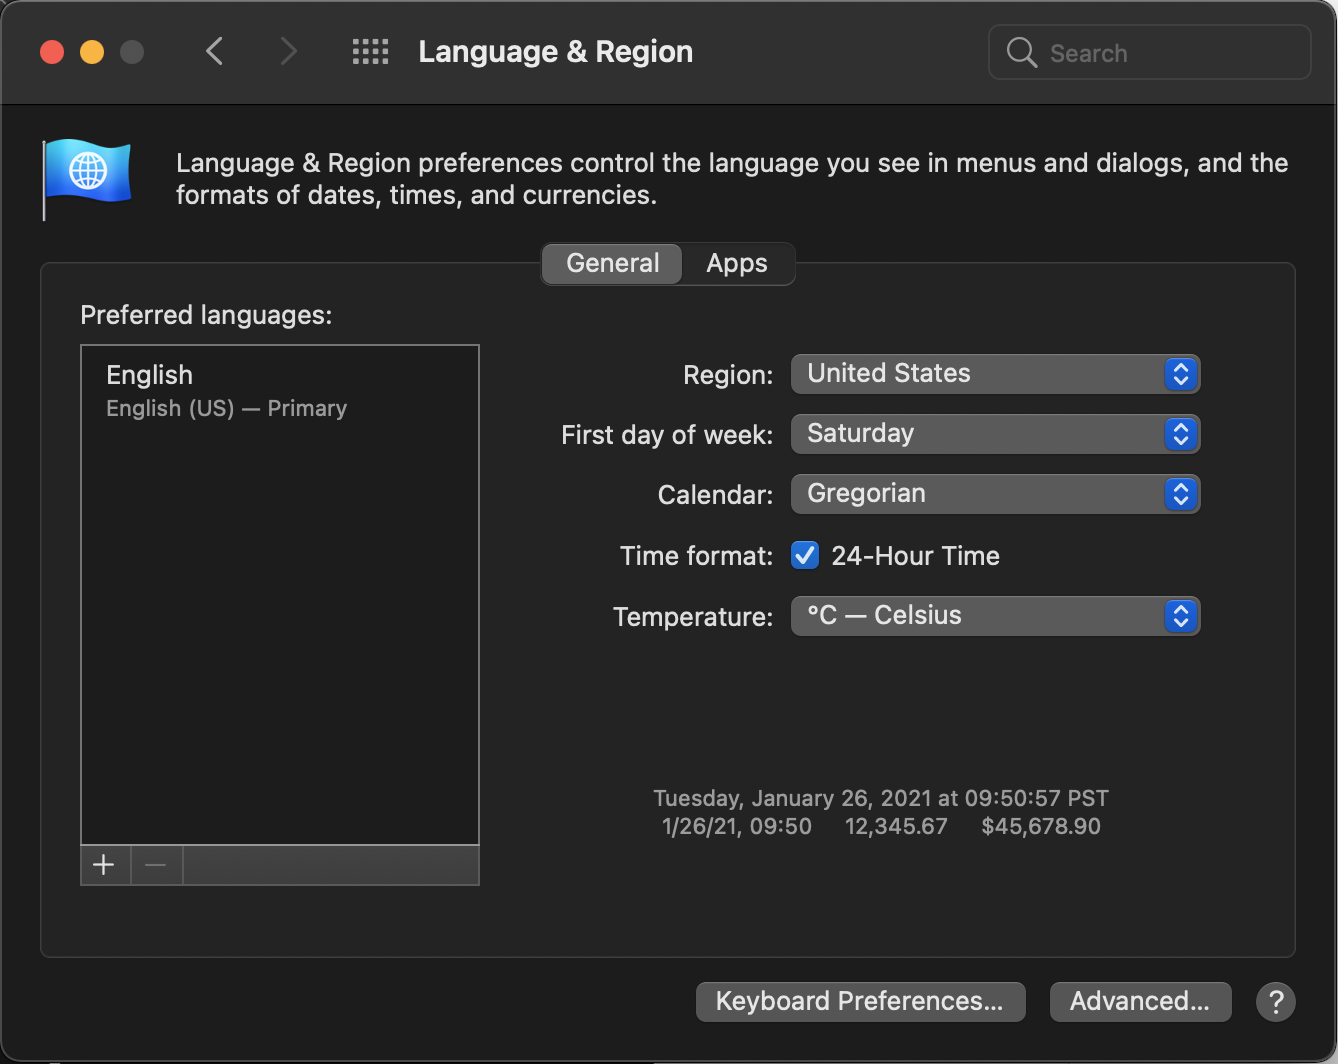 Language & Region
Search
Language & Region preferences control the language you see in menus and dialogs, and the
formats of dates, times, and currencies.
General Apps
Preferred languages:
English
English (US) — Primary
Region: United States
First day of week: Saturday
Calendar: Gregorian
Time format: 24-Hour Time
Temperature: °C — Celsius
Tuesday, January 26, 2021 at 09:50:57 PST
1/26/21, 09:50 12,345.67 $45,678.90
Keyboard Preferences... Advanced... ?